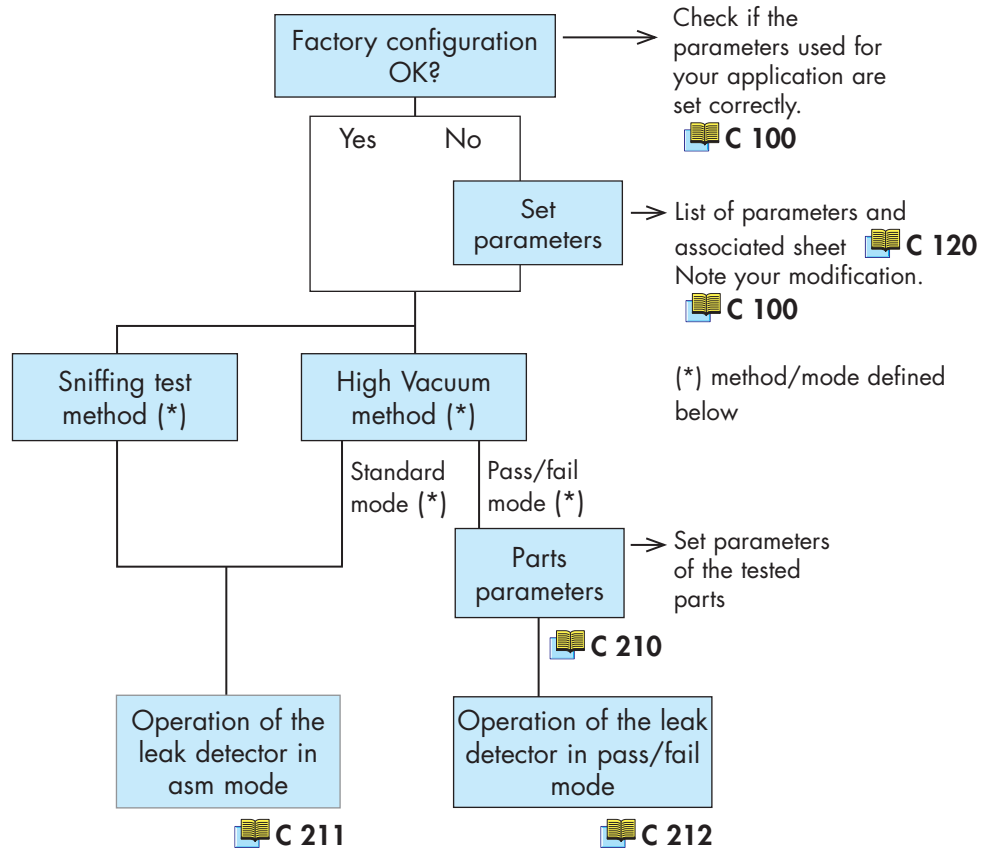 Factory configuration
OK?
Check if the
parameters used for
your application are
set correctly.
C 100
Yes No
Set
parameters
List of parameters and
associated sheet C 120
Note your modification.
C 100
Sniffing test
method (*)
High Vacuum
method (*)
(*) method/mode defined
below
Standard
mode (*)
Pass/fail
mode (*)
Parts
parameters
Set parameters
of the tested
parts
C 210
Operation of the
leak detector in
asm mode
Operation of the leak
detector in pass/fail
mode
C 211
C 212